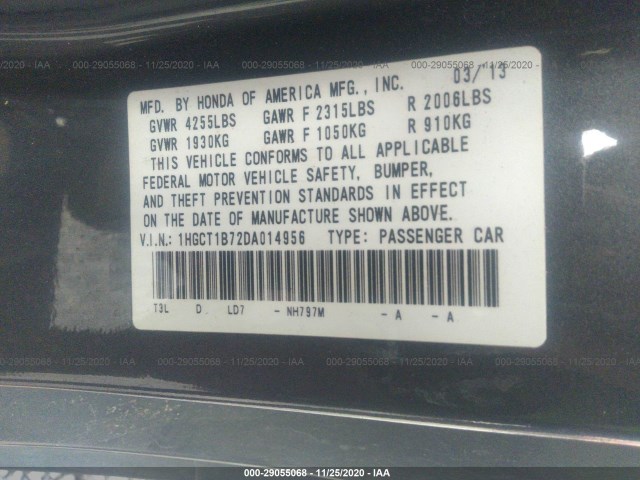 000-29055068 - 11/25/2020 - IAA
03/'13
MFD. BY HONDA OF AMERICA MFG., INC.
GVWR 4255LBS GAWR F 2315LBS R 2006LBS
GVWR 1930KG GAWR F 1050KG R 910KG
THIS VEHICLE CONFORMS TO ALL APPLICABLE
FEDERAL MOTOR VEHICLE SAFETY, BUMPER,
AND THEFT PREVENTION STANDARDS IN EFFECT
ON THE DATE OF MANUFACTURE SHOWN ABOVE.
V.I.N.: 1HGCT1B72DA014956 TYPE: PASSENGER CAR
T3L D LD7 - NH797M - A - A
000-29055068 - 11/25/2020 - IAA